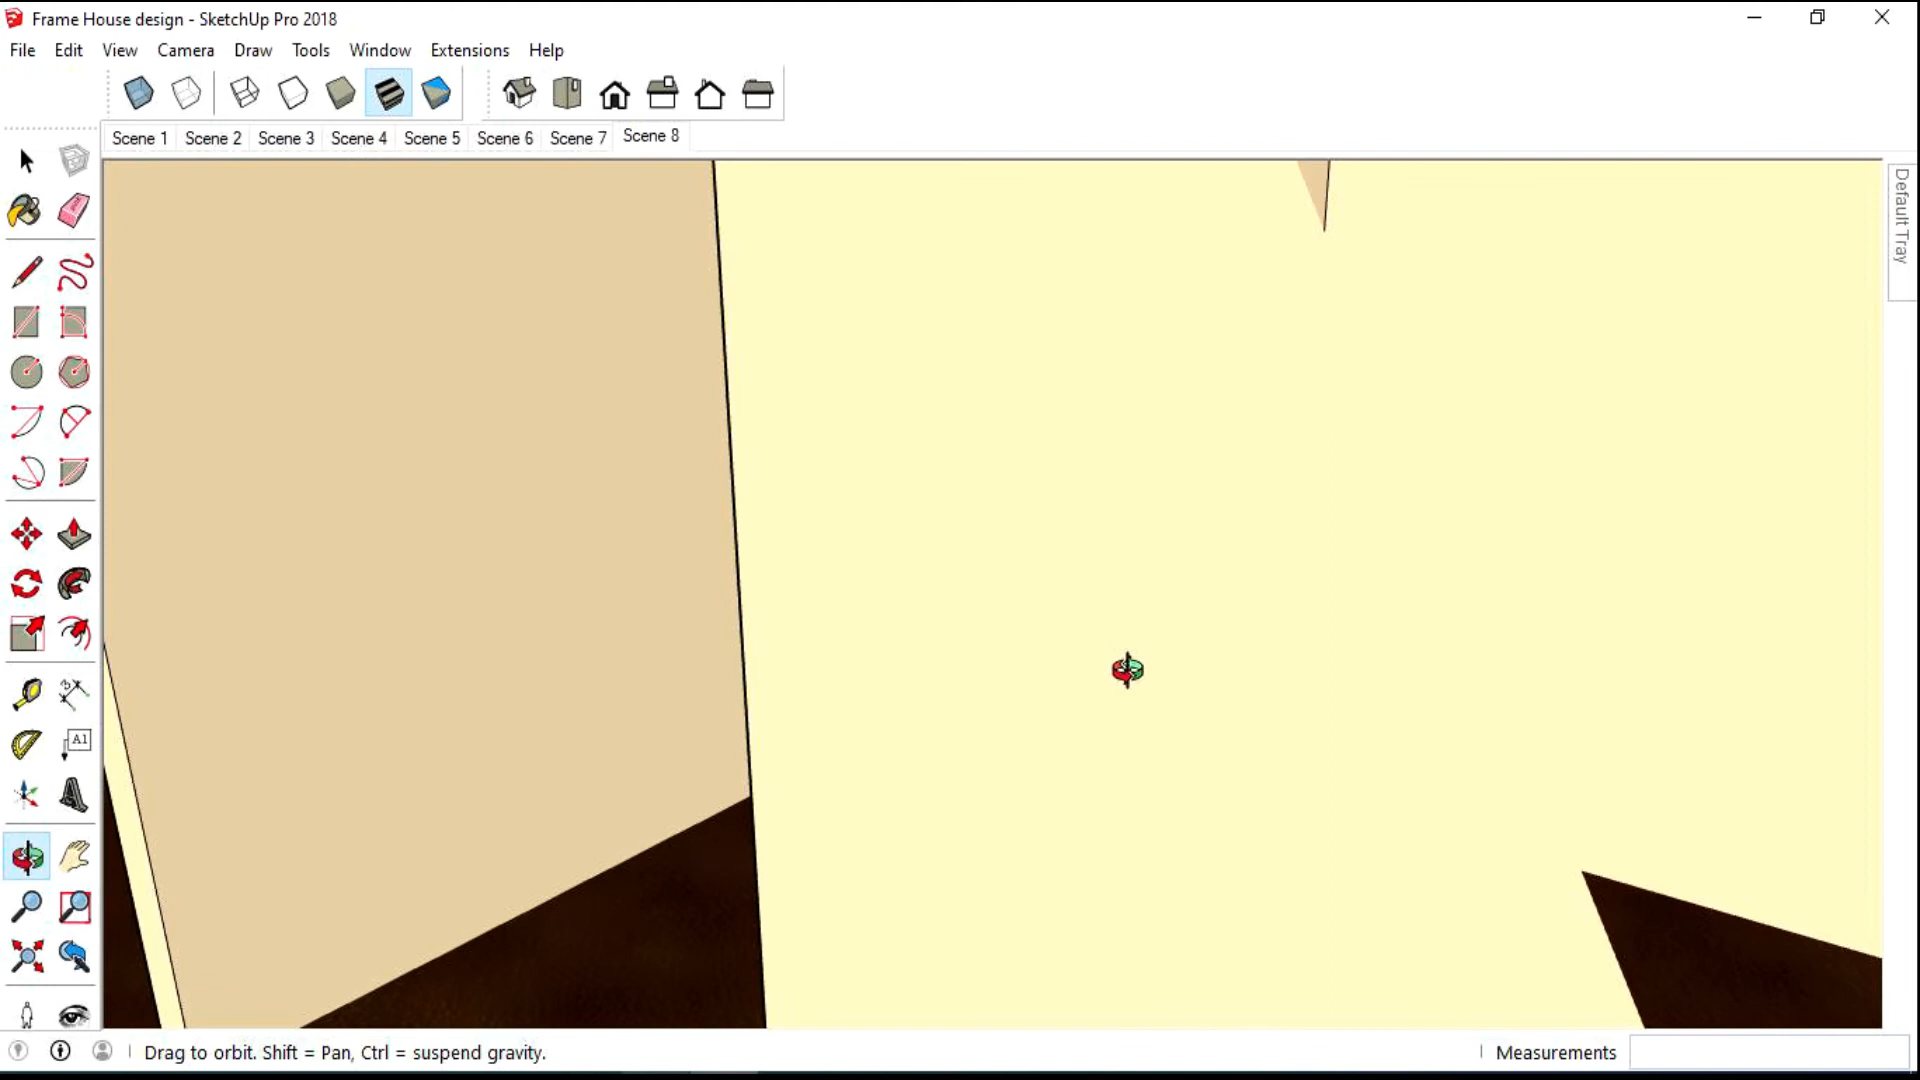 Frame House design - SketchUp Pro 2018
File Edit View Camera Draw Tools Window Extensions Help
Scene 1 Scene 2 Scene 3 Scene 4 Scene 5 Scene 6 Scene 7 Scene 8
Default Tray
A1
Drag to orbit. Shift = Pan, Ctrl = suspend gravity.
Measurements